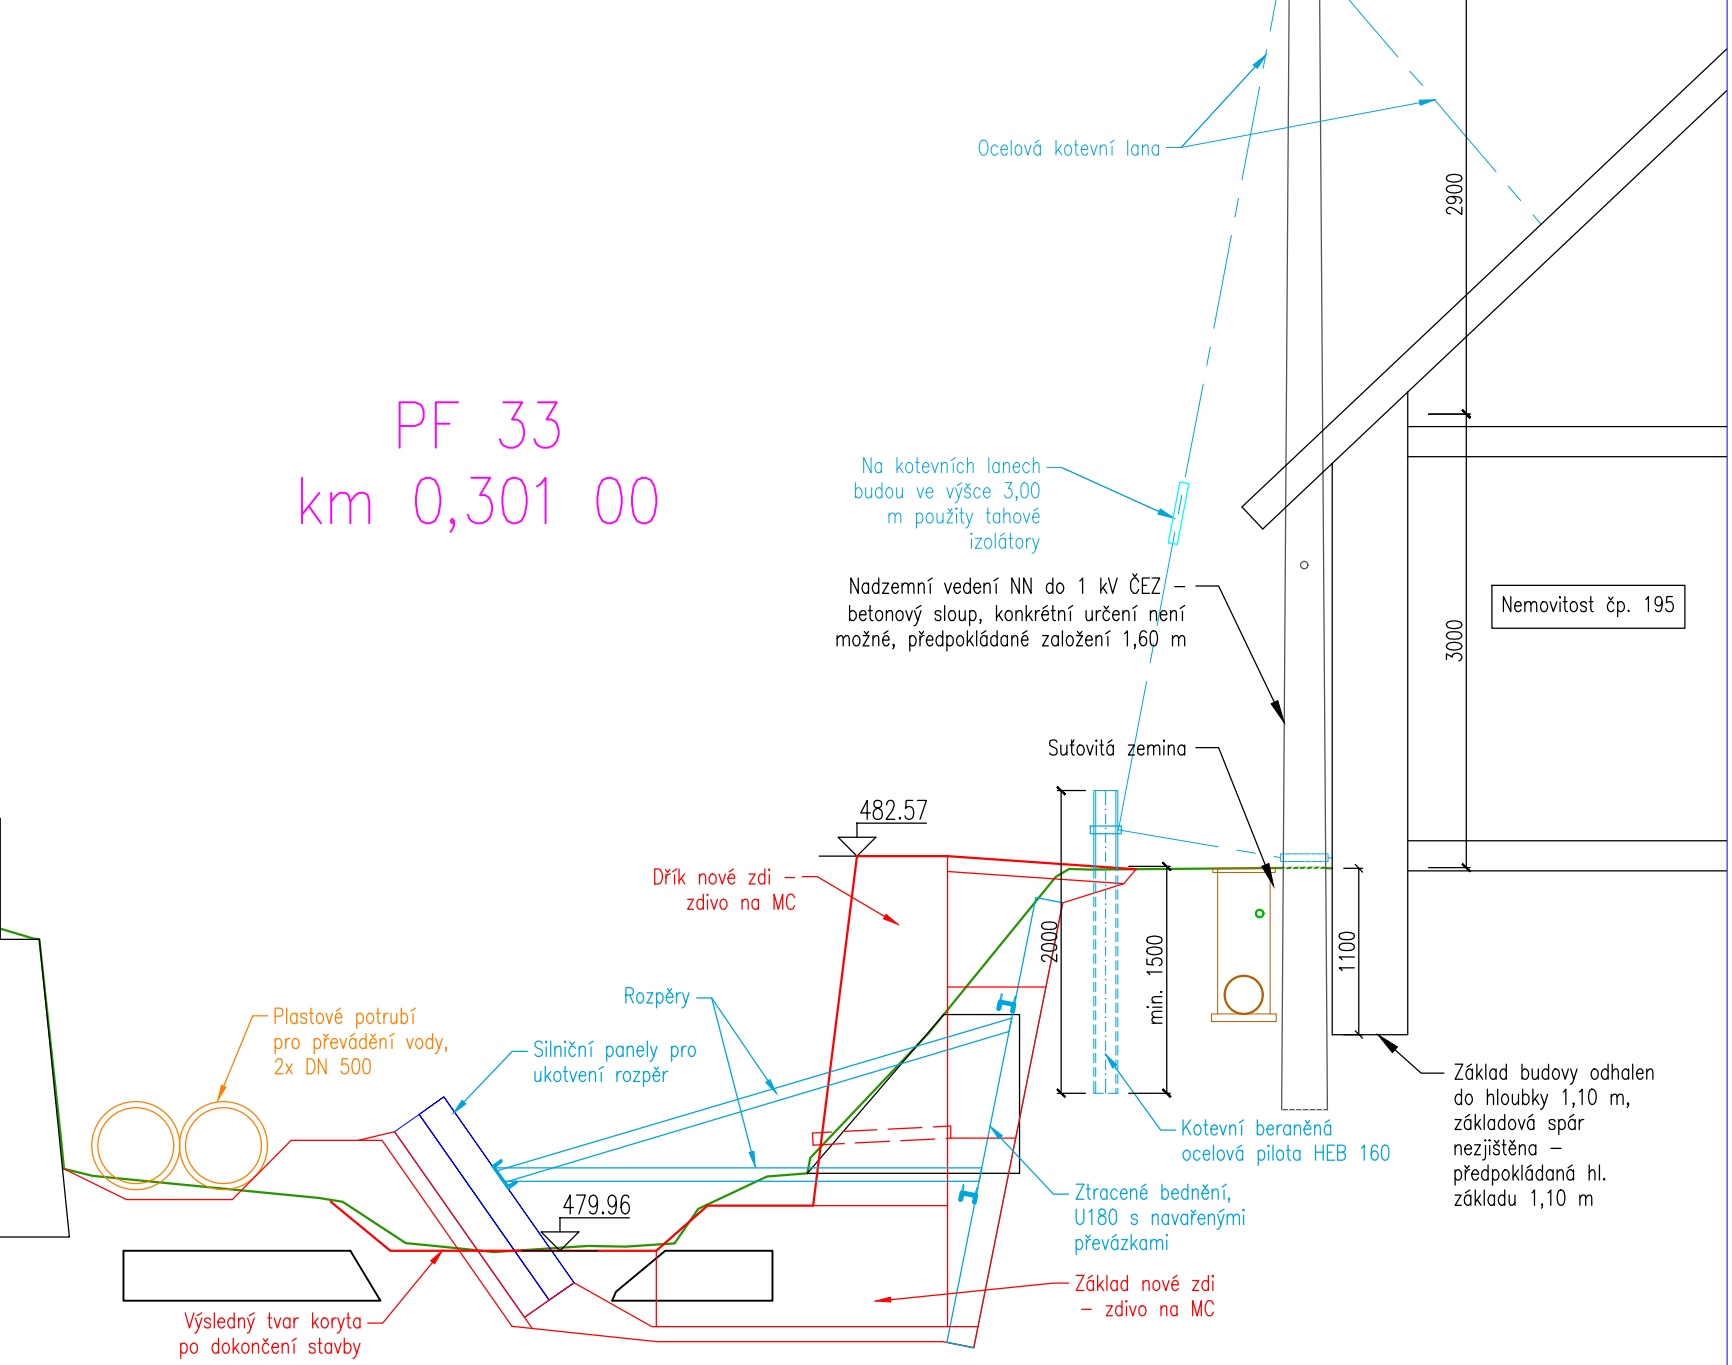 Ocelová kotevní lana
2900
PF 33
km 0,301 00
Na kotevních lanech
budou ve výšce 3,00
m použity tahové
izolátory
Nadzemní vedení NN do 1 kV ČEZ –
betonový sloup, konkrétní určení není
možné, předpokládané založení 1,60 m
Nemovitost čp. 195
3000
Suťovitá zemina
482.57
Dřík nové zdi –
zdivo na MC
2000
min. 1500
1100
Rozpěry
Plastové potrubí
pro převádění vody,
2x DN 500
Silniční panely pro
ukotvení rozpěr
Základ budovy odhalen
do hloubky 1,10 m,
základová spár
nezjištěna –
předpokládaná hl.
základu 1,10 m
Kotevní beraněná
ocelová pilota HEB 160
479.96
Ztracené bednění,
U180 s navařenými
převázkami
Základ nové zdi
– zdivo na MC
Výsledný tvar koryta
po dokončení stavby